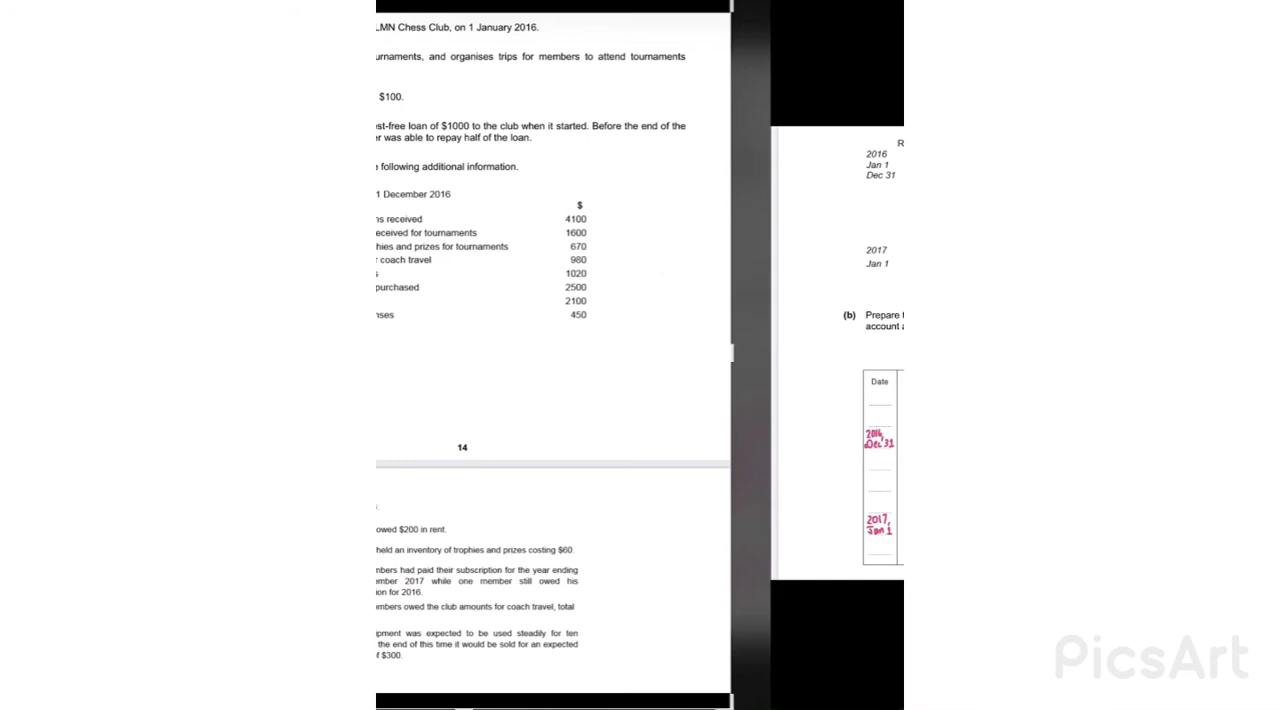 LMN Chess Club, on 1 January 2016.
urnaments, and organises trips for members to attend tournaments
$100.
st-free loan of $1000 to the club when it started. Before the end of the
r was able to repay half of the loan.
following additional information.
1 December 2016
$
ns received 4100
eceived for tournaments 1600
hies and prizes for tournaments 670
coach travel 980
s 1020
purchased 2500
2100
nses 450
14
owed $200 in rent.
held an inventory of trophies and prizes costing $60.
nbers had paid their subscription for the year ending
ember 2017 while one member still owed his
ion for 2016.
mbers owed the club amounts for coach travel, total
ipment was expected to be used steadily for ten
the end of this time it would be sold for an expected
f $300.
R
2016
Jan 1
Dec 31
2017
Jan 1
(b) Prepare t
account a
Date
2016,
Dec 31
2017,
Jan 1
PicsArt